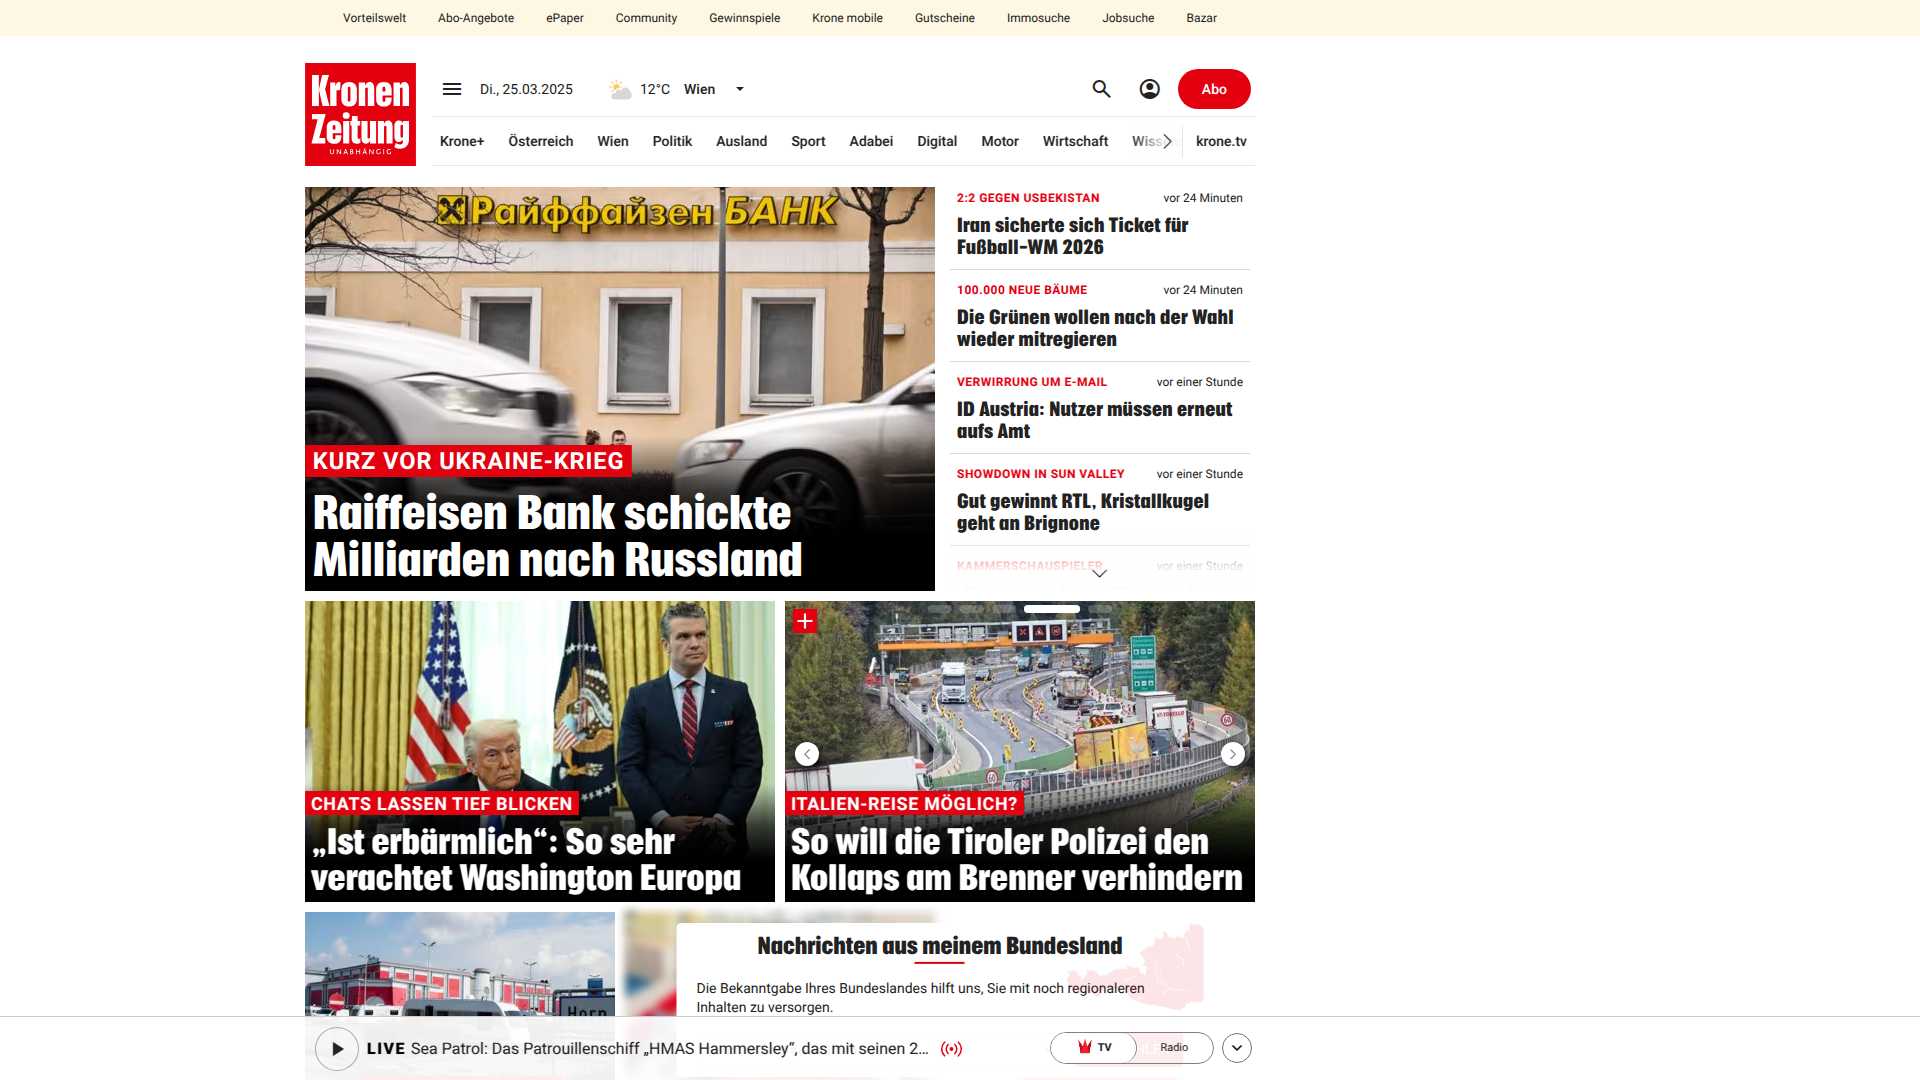 Vorteilswelt Abo-Angebote ePaper Community Gewinnspiele Krone mobile Gutscheine Immosuche Jobsuche Bazar
Kronen
Zeitung
UNABHÄNGIG
Di., 25.03.2025 12°C Wien
Abo
Krone+ Österreich Wien Politik Ausland Sport Adabei Digital Motor Wirtschaft Wiss krone.tv
Райффайзен БАНК
KURZ VOR UKRAINE-KRIEG
Raiffeisen Bank schickte
Milliarden nach Russland
2:2 GEGEN USBEKISTAN vor 24 Minuten
Iran sicherte sich Ticket für
Fußball-WM 2026
100.000 NEUE BÄUME vor 24 Minuten
Die Grünen wollen nach der Wahl
wieder mitregieren
VERWIRRUNG UM E-MAIL vor einer Stunde
ID Austria: Nutzer müssen erneut
aufs Amt
SHOWDOWN IN SUN VALLEY vor einer Stunde
Gut gewinnt RTL, Kristallkugel
geht an Brignone
KAMMERSCHAUSPIELER vor einer Stunde
CHATS LASSEN TIEF BLICKEN
„Ist erbärmlich“: So sehr
verachtet Washington Europa
60
60
ITALIEN-REISE MÖGLICH?
So will die Tiroler Polizei den
Kollaps am Brenner verhindern
Horn
Nachrichten aus meinem Bundesland
Die Bekanntgabe Ihres Bundeslandes hilft uns, Sie mit noch regionaleren
Inhalten zu versorgen.
LIVE Sea Patrol: Das Patrouillenschiff „HMAS Hammersley“, das mit seinen 2...
TV Radio